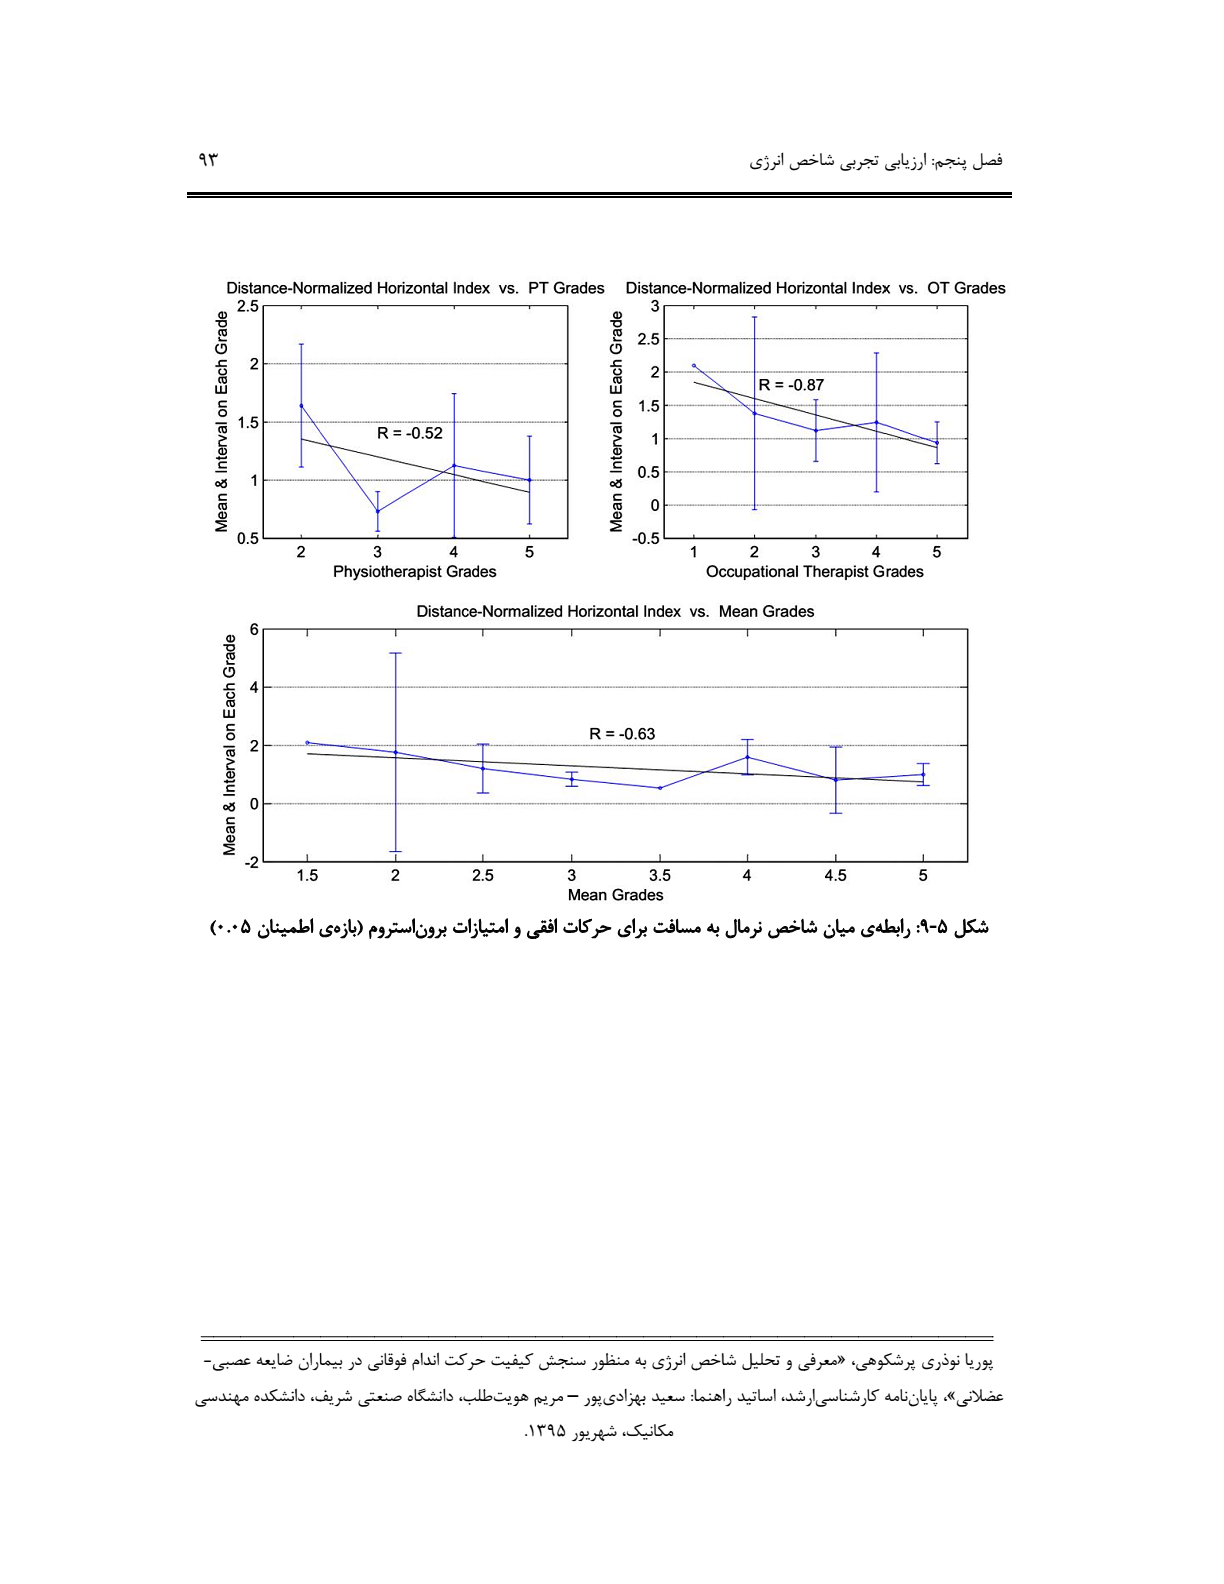 فصل پنجم: ارزیابی تجربی شاخص انرژی ۹۳
Distance-Normalized Horizontal Index vs. PT Grades
Mean & Interval on Each Grade
2.5
2
1.5
1
0.5
R = -0.52
2 3 4 5
Physiotherapist Grades
Distance-Normalized Horizontal Index vs. OT Grades
Mean & Interval on Each Grade
3
2.5
2
1.5
1
0.5
0
-0.5
R = -0.87
1 2 3 4 5
Occupational Therapist Grades
Distance-Normalized Horizontal Index vs. Mean Grades
Mean & Interval on Each Grade
6
4
2
0
-2
R = -0.63
1.5 2 2.5 3 3.5 4 4.5 5
Mean Grades
شکل ۵-۹: رابطه‌ی میان شاخص نرمال به مسافت برای حرکات افقی و امتیازات برون‌استروم (بازه‌ی اطمینان ۰.۰۵)
پوریا نوذری پرشکوهی، «معرفی و تحلیل شاخص انرژی به منظور سنجش کیفیت حرکت اندام فوقانی در بیماران ضایعه عصبی-
عضلانی»، پایان‌نامه کارشناسی‌ارشد، اساتید راهنما: سعید بهزادی‌پور – مریم هویت‌طلب، دانشگاه صنعتی شریف، دانشکده مهندسی
مکانیک، شهریور ۱۳۹۵.